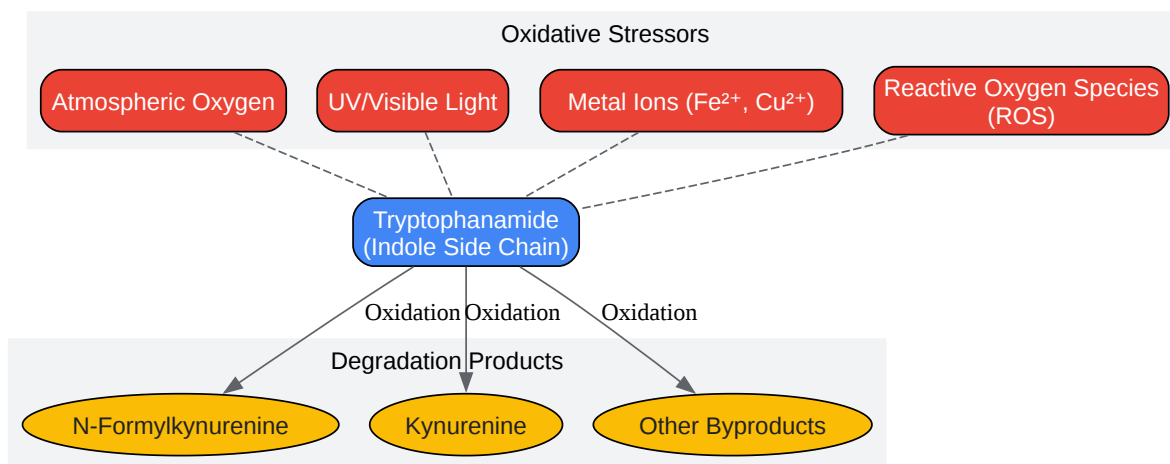 Oxidative Stressors
Atmospheric Oxygen
UV/Visible Light
Metal Ions (Fe²⁺, Cu²⁺)
Reactive Oxygen Species
(ROS)
Tryptophanamide
(Indole Side Chain)
Oxidation
Oxidation
Oxidation
Degradation Products
N-Formylkynurenine
Kynurenine
Other Byproducts